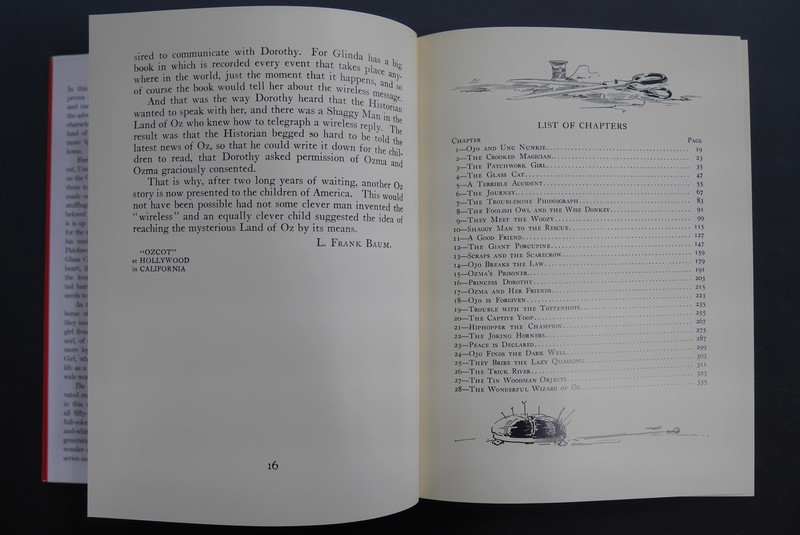 sired to communicate with Dorothy. For Glinda has a big
book in which is recorded every event that takes place any-
where in the world, just the moment that it happens, and so
of course the book would tell her about the wireless message.
And that was the way Dorothy heard that the Historian
wanted to speak with her, and there was a Shaggy Man in the
Land of Oz who knew how to telegraph a wireless reply. The
result was that the Historian begged so hard to be told the
latest news of Oz, so that he could write it down for the chil-
dren to read, that Dorothy asked permission of Ozma and
Ozma graciously consented.
That is why, after two long years of waiting, another Oz
story is now presented to the children of America. This would
not have been possible had not some clever man invented the
"wireless" and an equally clever child suggested the idea of
reaching the mysterious Land of Oz by its means.
L. Frank Baum.
"OZCOT"
at HOLLYWOOD
in CALIFORNIA
16
LIST OF CHAPTERS
Chapter Page
1—Ojo and Unc Nunkie 19
2—The Crooked Magician 23
3—The Patchwork Girl 35
4—The Glass Cat 47
5—A Terrible Accident 55
6—The Journey 67
7—The Troublesome Phonograph 83
8—The Foolish Owl and the Wise Donkey 91
9—They Meet the Woozy 99
10—Shaggy Man to the Rescue 115
11—A Good Friend 127
12—The Giant Porcupine 147
13—Scraps and the Scarecrow 159
14—Ojo Breaks the Law 179
15—Ozma's Prisoner 191
16—Princess Dorothy 203
17—Ozma and Her Friends 215
18—Ojo is Forgiven 223
19—Trouble with the Tottenhots 235
20—The Captive Yoop 255
21—Hiphopper the Champion 267
22—The Joking Horners 275
23—Peace is Declared 287
24—Ojo Finds the Dark Well 299
25—They Bribe the Lazy Quadling 303
26—The Trick River 311
27—The Tin Woodman Objects 323
28—The Wonderful Wizard of Oz 335